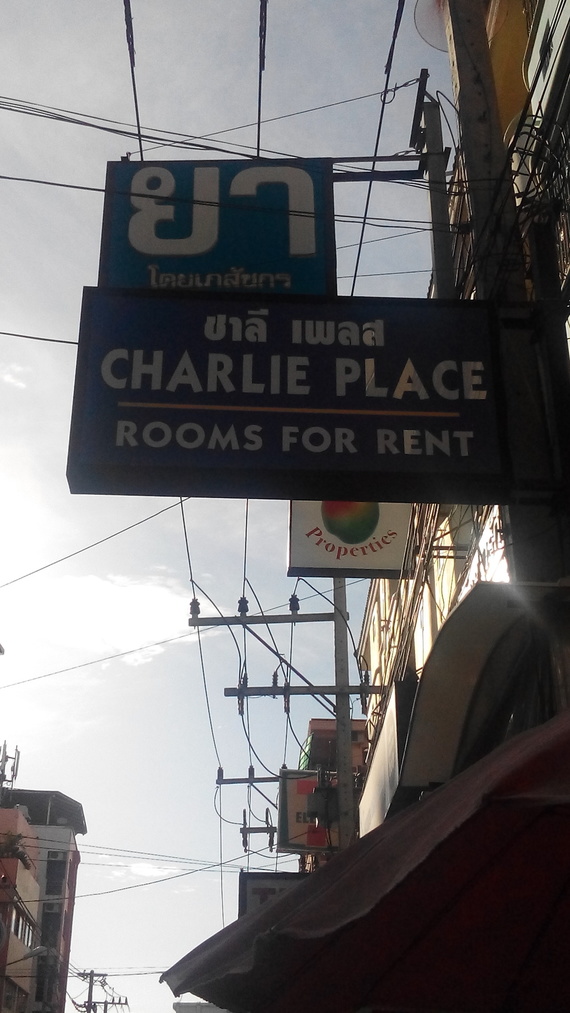 ยา
โดยเภสัชกร
ชาลี เพลส
CHARLIE PLACE
ROOMS FOR RENT
Properties